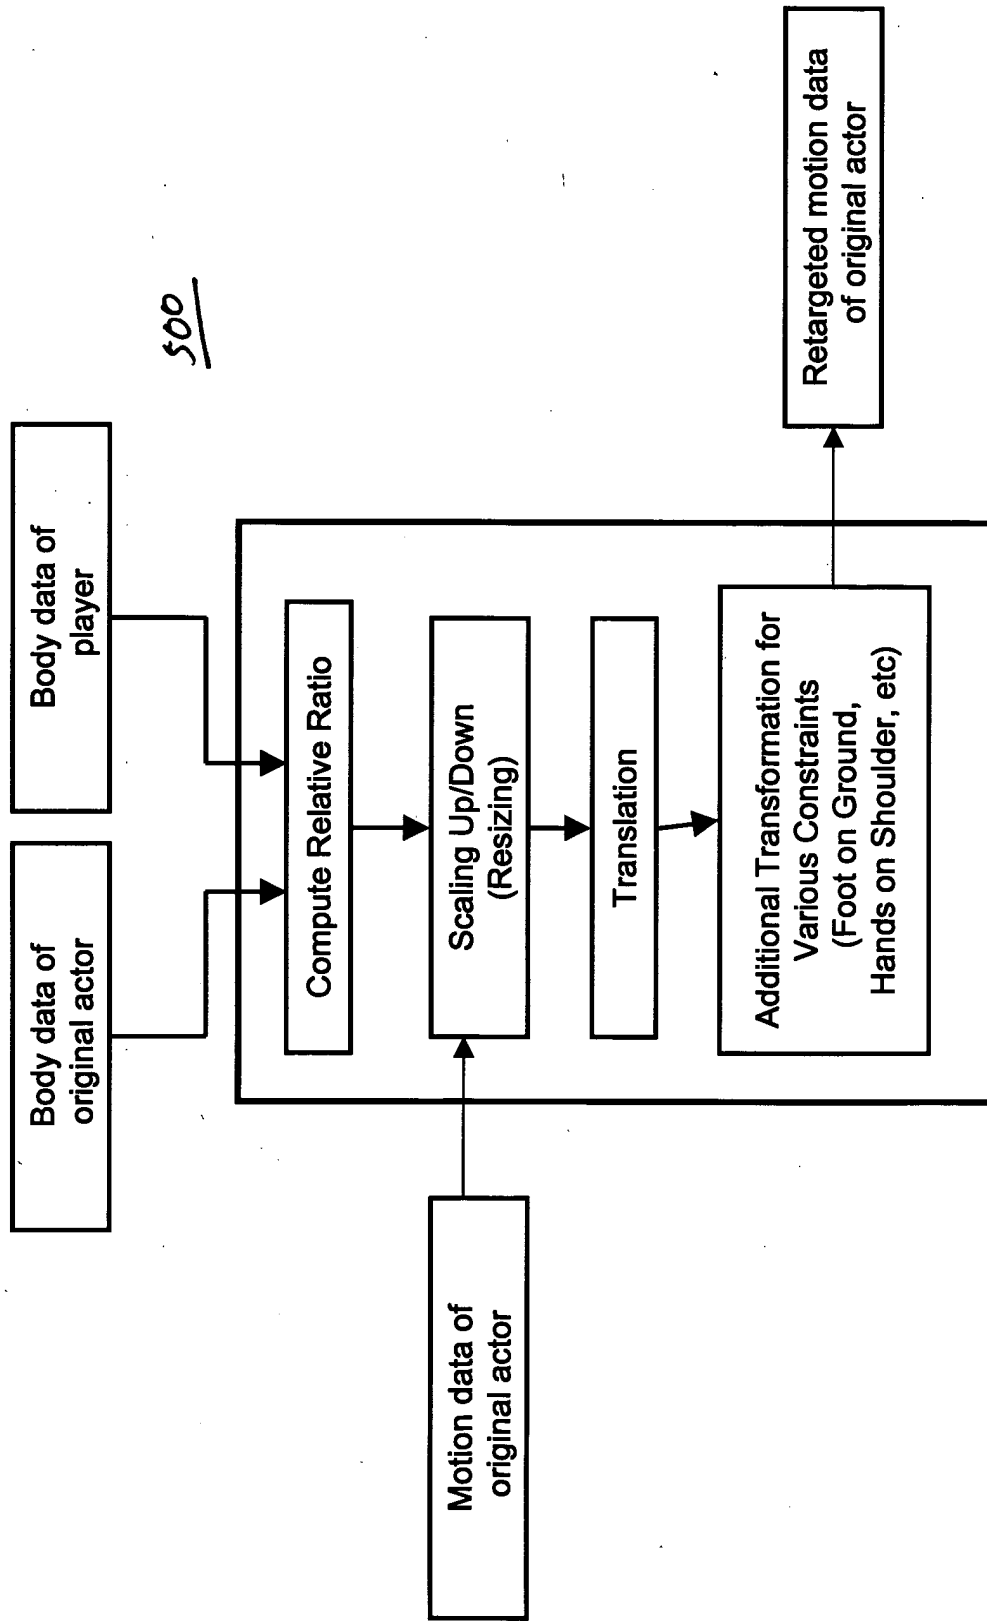 500
Body data of
original actor
Body data of
player
Compute Relative Ratio
Motion data of
original actor
Scaling Up/Down
(Resizing)
Translation
Additional Transformation for
Various Constraints
(Foot on Ground,
Hands on Shoulder, etc)
Retargeted motion data
of original actor